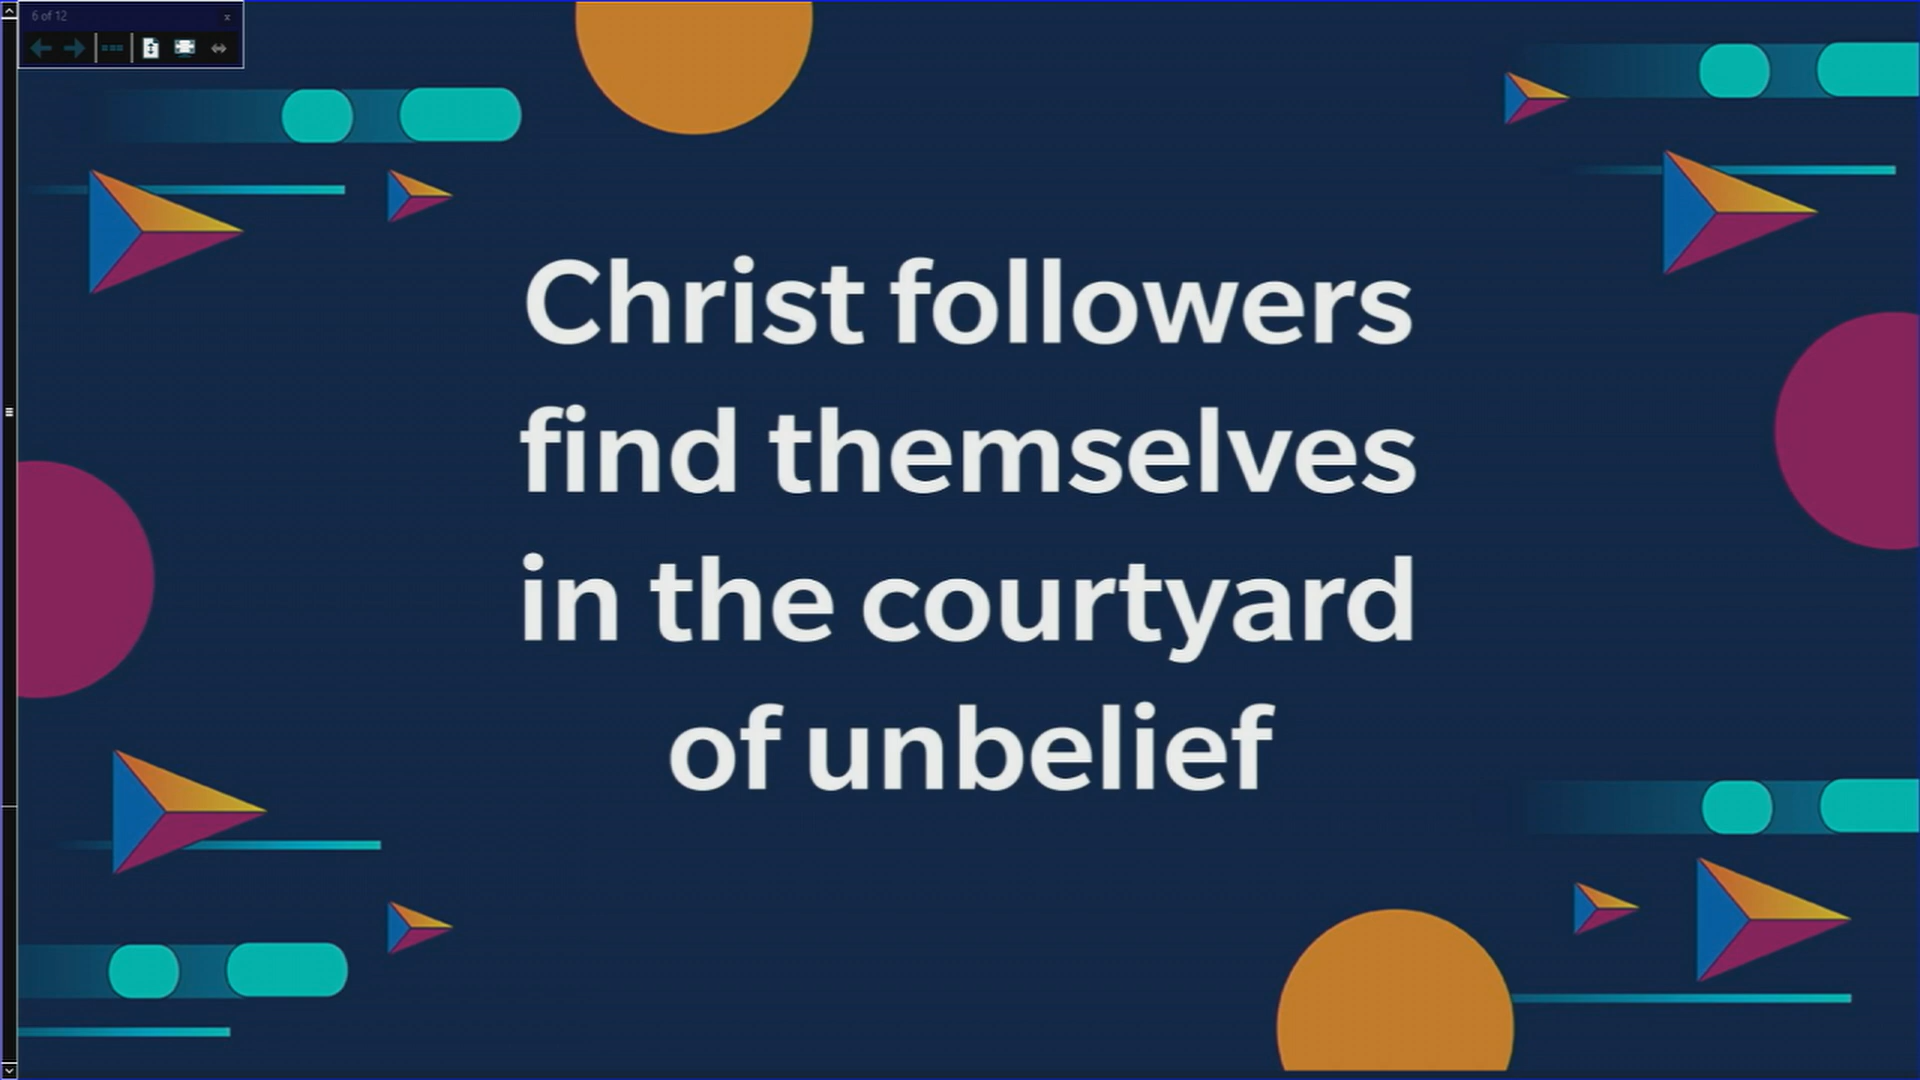 6 of 12
x
Christ followers
find themselves
in the courtyard
of unbelief